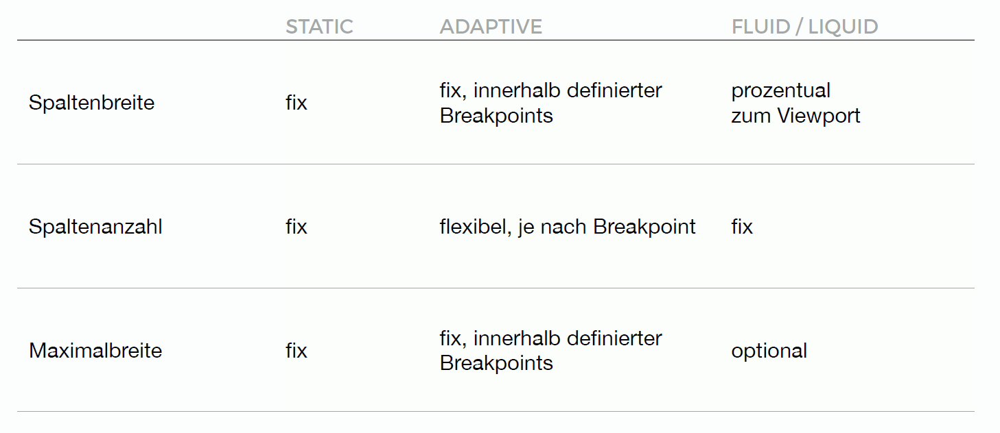 STATIC ADAPTIVE FLUID / LIQUID
Spaltenbreite fix fix, innerhalb definierter Breakpoints prozentual zum Viewport
Spaltenanzahl fix flexibel, je nach Breakpoint fix
Maximalbreite fix fix, innerhalb definierter Breakpoints optional